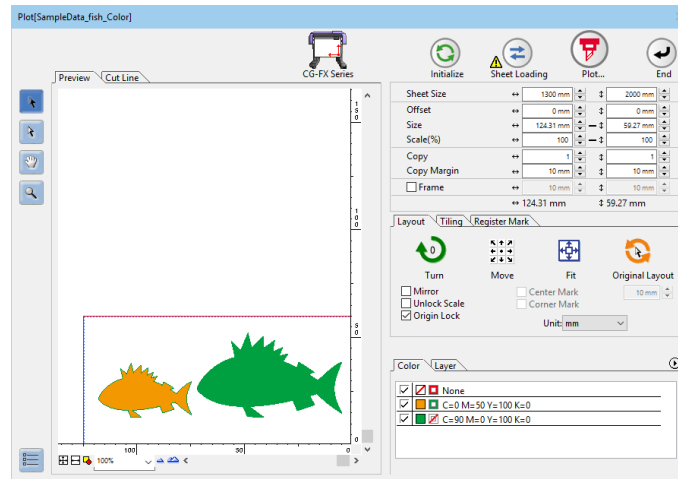 Plot[SampleData_fish_Color]
Preview Cut Line
CG-FX Series
Initialize Sheet Loading Plot... End
Sheet Size 1300 mm 2000 mm
Offset 0 mm 0 mm
Size 124.31 mm 59.27 mm
Scale(%) 100 100
Copy 1 1
Copy Margin 10 mm 10 mm
Frame 10 mm 10 mm
124.31 mm 59.27 mm
Layout Tiling Register Mark
0
Turn Move Fit Original Layout
Mirror Center Mark 10 mm
Unlock Scale Corner Mark
Origin Lock
Unit: mm
Color Layer
None
C=0 M=50 Y=100 K=0
C=90 M=0 Y=100 K=0
150
100
50
0
100 50 0
100%